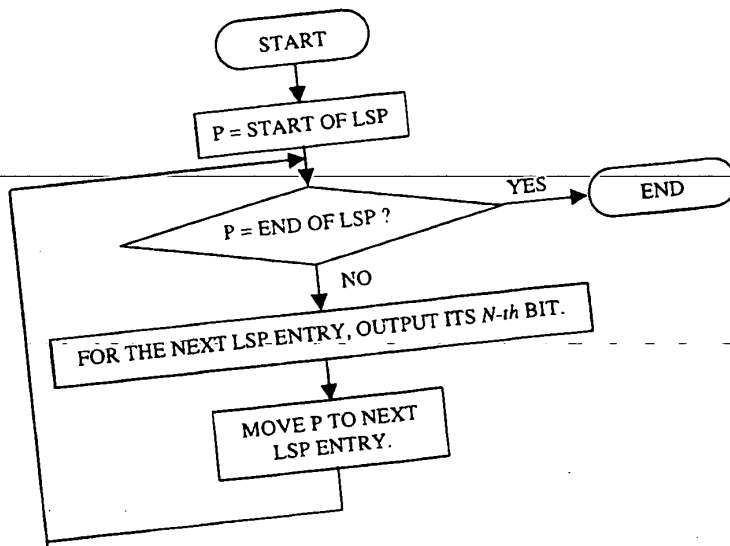 START
P = START OF LSP
P = END OF LSP ?
YES
END
NO
FOR THE NEXT LSP ENTRY, OUTPUT ITS N-th BIT.
MOVE P TO NEXT
LSP ENTRY.